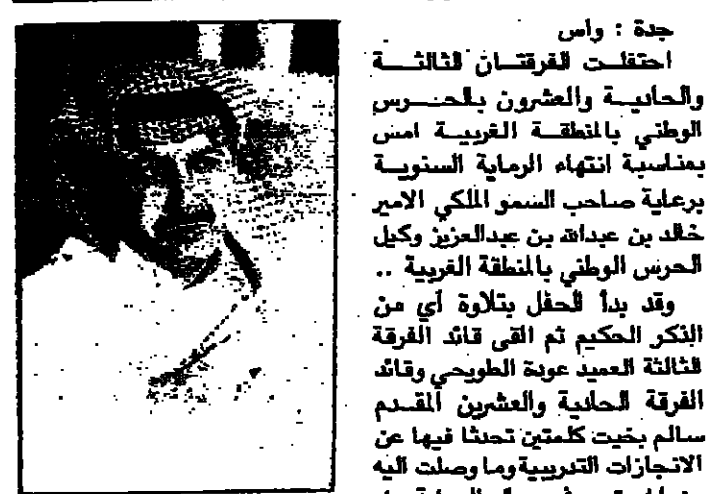 جدة : واس
احتفلت الفرقتان الثالثة
والحادية والعشرون بالحرس
الوطني بالمنطقة الغربية امس
بمناسبة انتهاء الرماية السنوية
برعاية صاحب السمو الملكي الامير
خالد بن عبدالله بن عبدالعزيز وكيل
الحرس الوطني بالمنطقة الغربية ..
وقد بدأ الحفل بتلاوة آي من
الذكر الحكيم ثم القى قائد الفرقة
الثالثة العميد عودة الطويحي وقائد
الفرقة الحادية والعشرين المقدم
سالم بخيت كلمتين تحدثا فيها عن
الانجازات التدريبية وما وصلت اليه